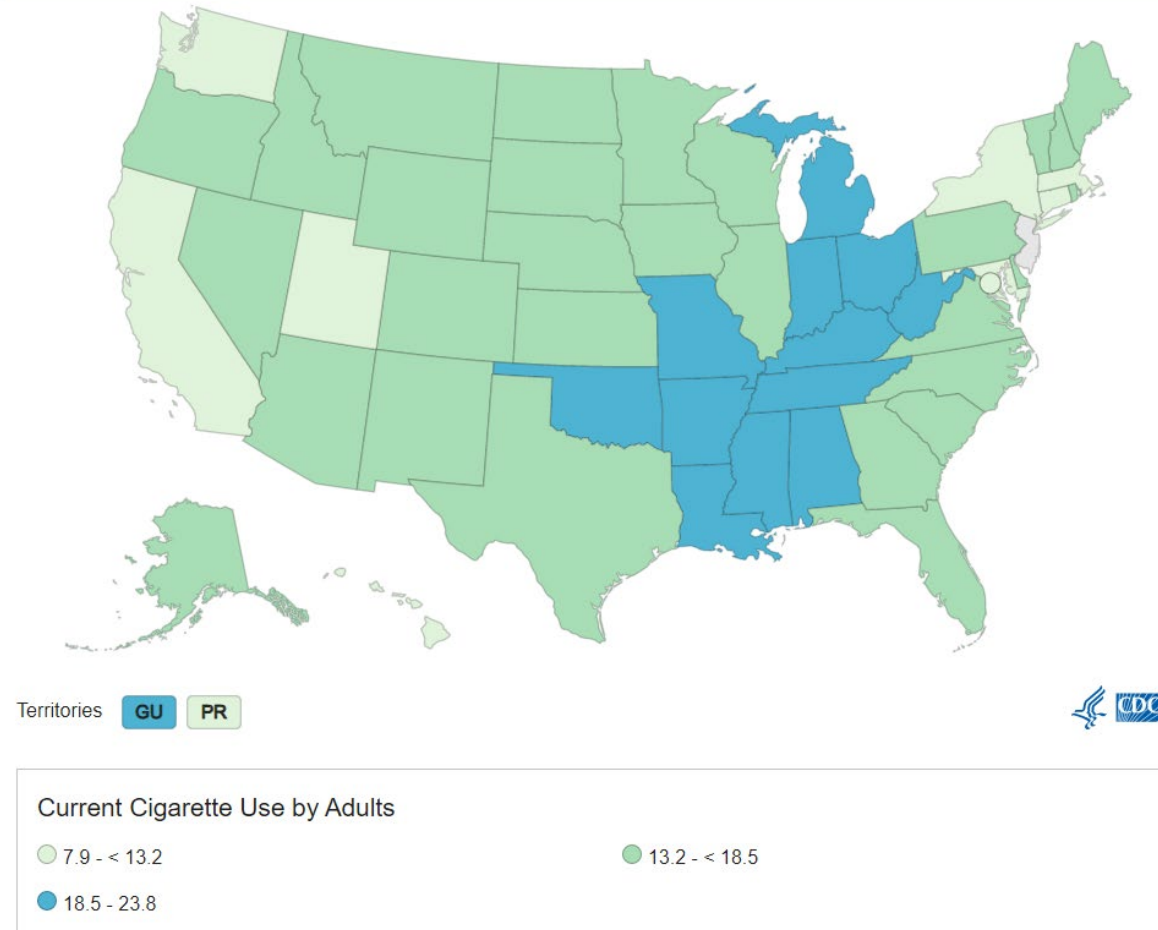 Territories GU PR
CDC
Current Cigarette Use by Adults
7.9 - < 13.2
13.2 - < 18.5
18.5 - 23.8